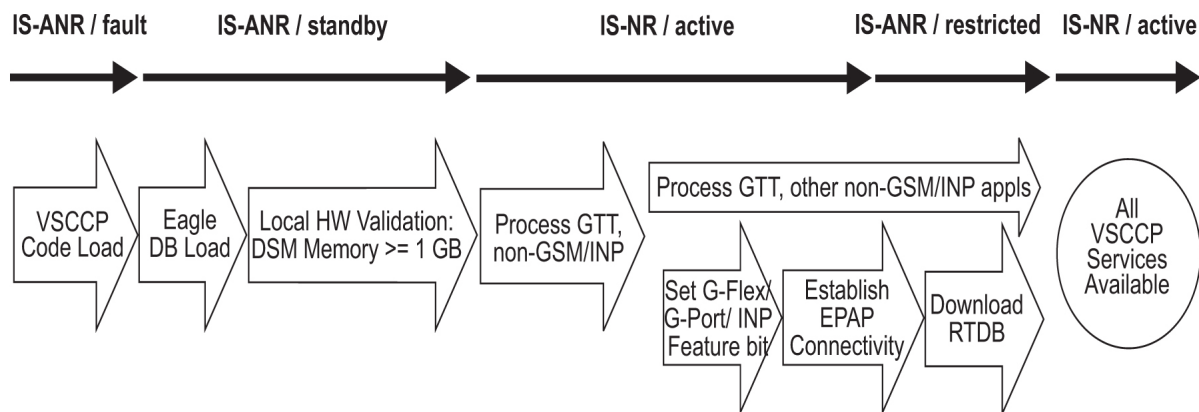 IS-ANR / fault
IS-ANR / standby
IS-NR / active
IS-ANR / restricted
IS-NR / active
VSCCP
Code Load
Eagle
DB Load
Local HW Validation:
DSM Memory >= 1 GB
Process GTT,
non-GSM/INP
Process GTT, other non-GSM/INP appls
Set G-Flex/
G-Port/ INP
Feature bit
Establish
EPAP
Connectivity
Download
RTDB
All
VSCCP
Services
Available